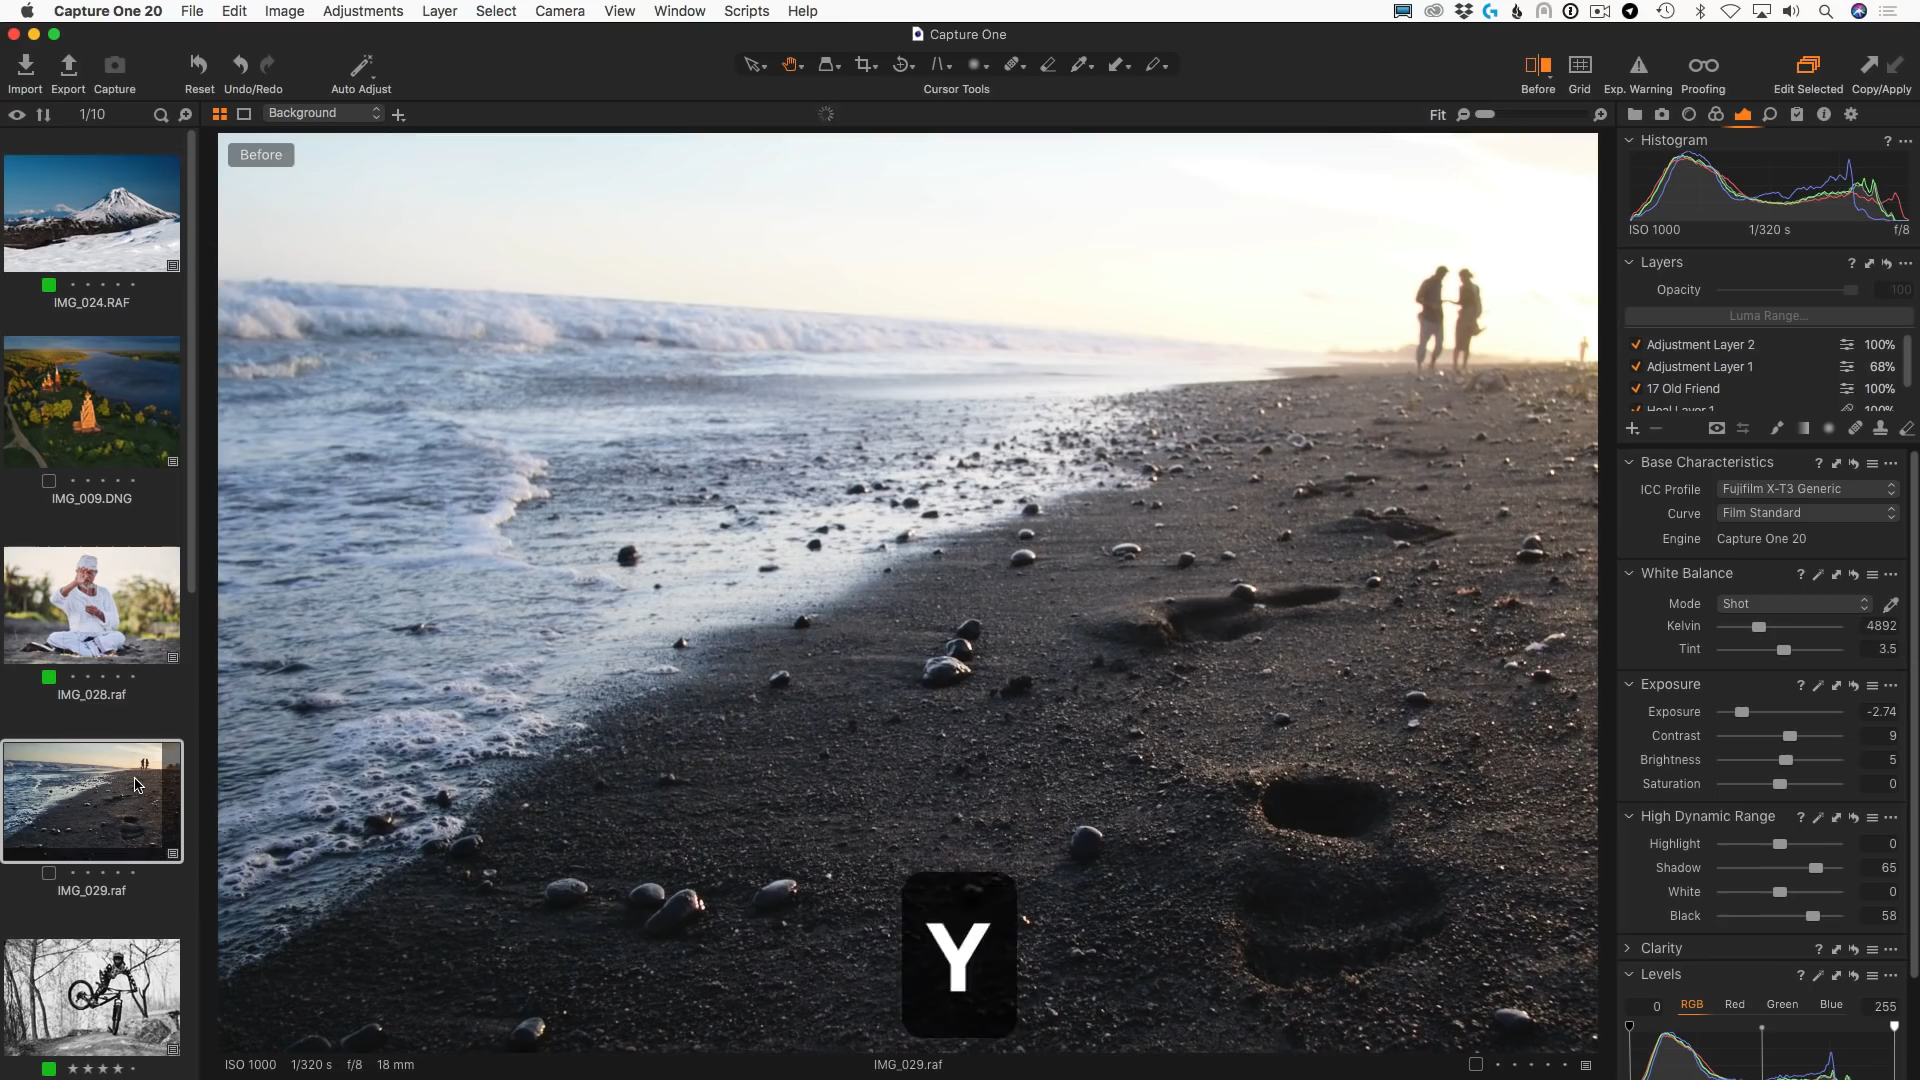 Capture One 20 File Edit Image Adjustments Layer Select Camera View Window Scripts Help
Capture One
Import Export Capture Reset Undo/Redo Auto Adjust Cursor Tools Before Grid Exp. Warning Proofing Edit Selected Copy/Apply
1/10 Background Fit
Before
IMG_024.RAF
IMG_009.DNG
IMG_028.raf
IMG_029.raf
Y
ISO 1000 1/320 s f/8 18 mm IMG_029.raf
Histogram ?
ISO 1000 1/320 s f/8
Layers ?
Opacity 100
Luma Range...
Adjustment Layer 2 100%
Adjustment Layer 1 68%
17 Old Friend 100%
Heal Layer 1 100%
Base Characteristics ?
ICC Profile Fujifilm X-T3 Generic
Curve Film Standard
Engine Capture One 20
White Balance ?
Mode Shot
Kelvin 4892
Tint 3.5
Exposure ?
Exposure -2.74
Contrast 9
Brightness 5
Saturation 0
High Dynamic Range ?
Highlight 0
Shadow 65
White 0
Black 58
Clarity ?
Levels ?
0 RGB Red Green Blue 255